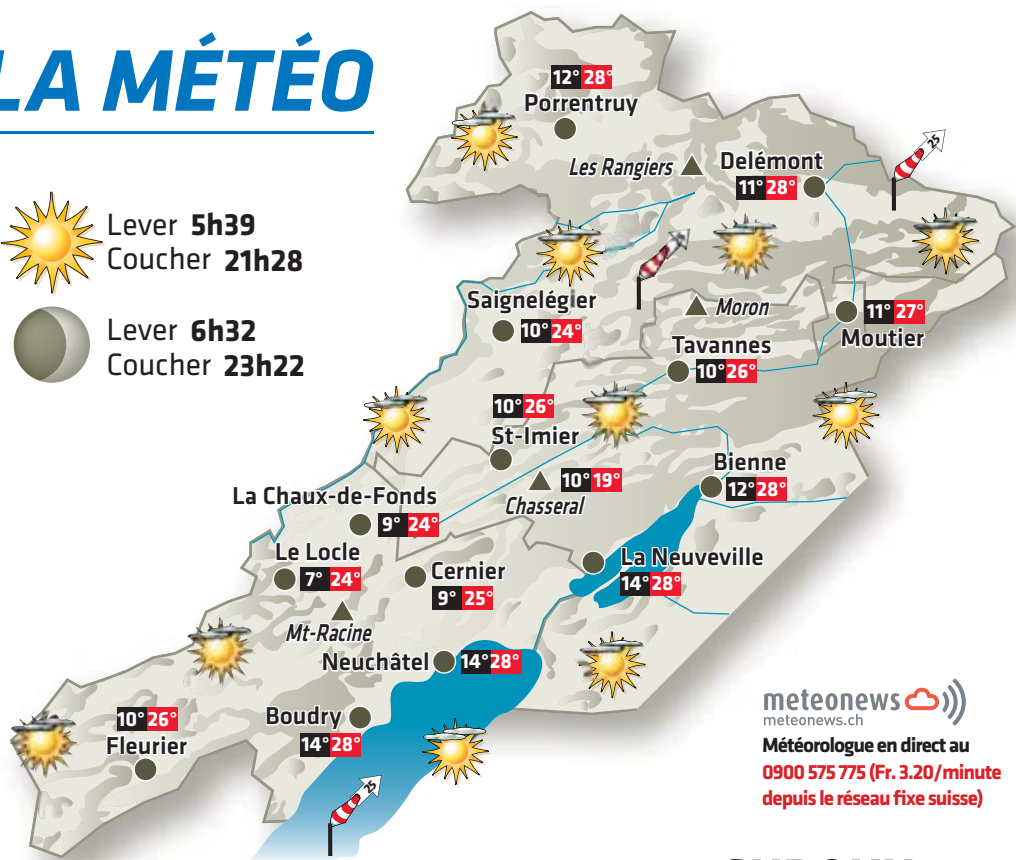 LA MÉTÉO
Lever 5h39
Coucher 21h28
Lever 6h32
Coucher 23h22
12° 28°
Porrentruy
Les Rangiers
Delémont
11° 28°
25
Saignelégier
10° 24°
Moron
11° 27°
Moutier
Tavannes
10° 26°
10° 26°
St-Imier
10° 19°
Chasseral
Bienne
12° 28°
La Chaux-de-Fonds
9° 24°
Le Locle
7° 24°
Cernier
9° 25°
La Neuveville
14° 28°
Mt-Racine
Neuchâtel 14° 28°
10° 26°
Fleurier
Boudry
14° 28°
25
meteonews
meteonews.ch
Météorologue en direct au
0900 575 775 (Fr. 3.20/minute
depuis le réseau fixe suisse)